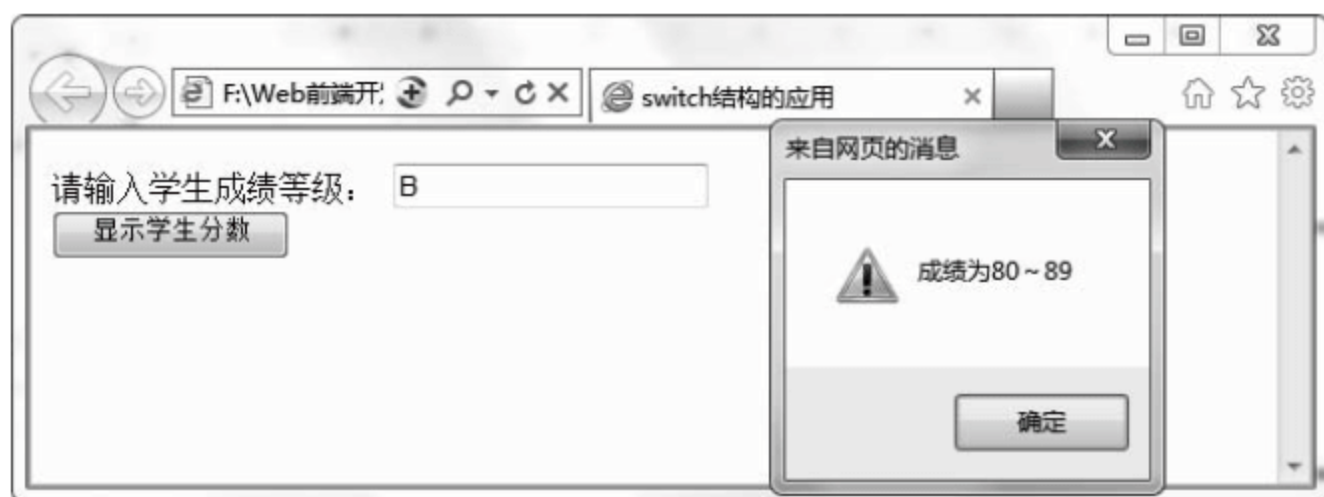 F:\Web前端开
switch结构的应用
来自网页的消息
请输入学生成绩等级： B
显示学生分数
成绩为80～89
确定